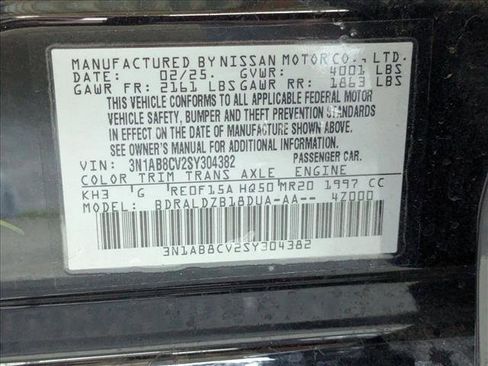 MANUFACTURED BY NISSAN MOTOR CO., LTD.
DATE: 02/25. GVWR: 4001 LBS
GAWR FR: 2161 LBS GAWR RR: 1863 LBS
THIS VEHICLE CONFORMS TO ALL APPLICABLE FEDERAL MOTOR
VEHICLE SAFETY, BUMPER AND THEFT PREVENTION STANDARDS
IN EFFECT ON THE DATE OF MANUFACTURE SHOWN ABOVE.
SEE OWNER'S MANUAL FOR ADDITIONAL INFORMATION.
VIN: 3N1AB8CV2SY304382 PASSENGER CAR.
COLOR TRIM TRANS AXLE ENGINE
KH3 G RE0F15A HQ50 MR20 1997 CC
MODEL: BDRALDZB18DUA-AA-- 4Z000
3N1AB8CV2SY304382